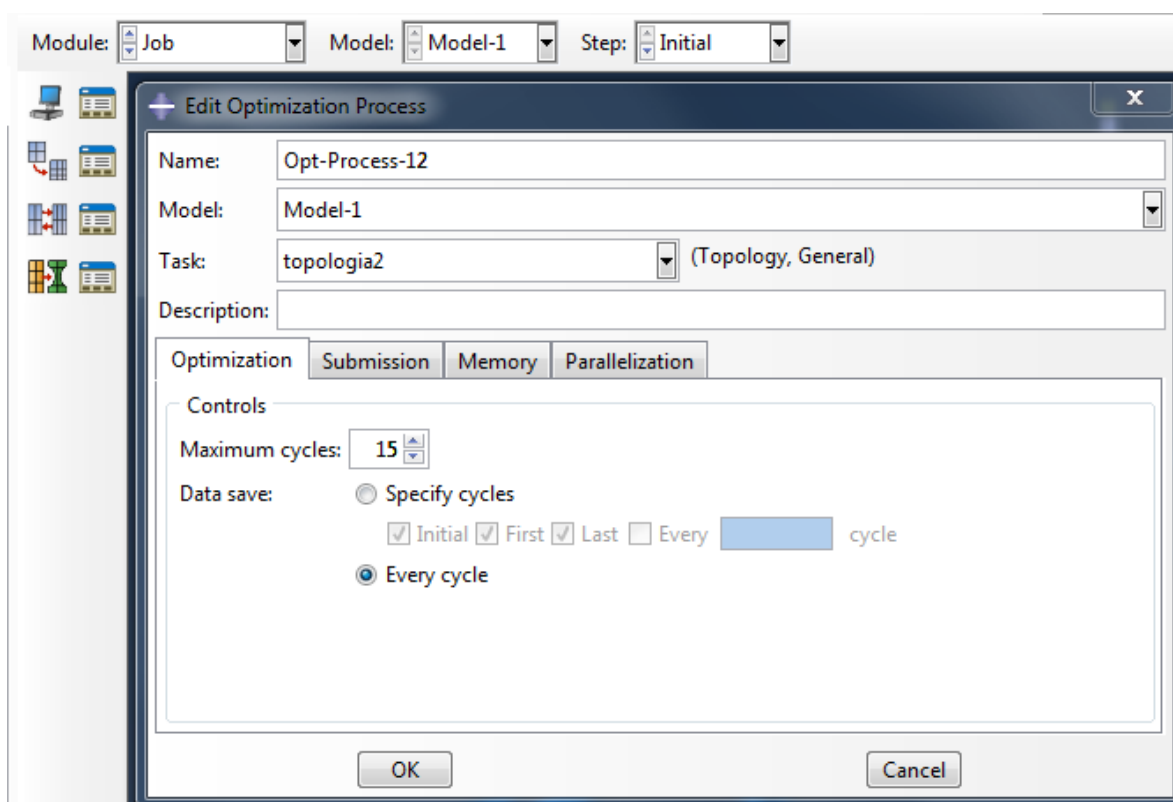 Module: Job Model: Model-1 Step: Initial
Edit Optimization Process x
Name: Opt-Process-12
Model: Model-1
Task: topologia2 (Topology, General)
Description:
Optimization Submission Memory Parallelization
Controls
Maximum cycles: 15
Data save: Specify cycles
Initial First Last Every cycle
Every cycle
OK Cancel